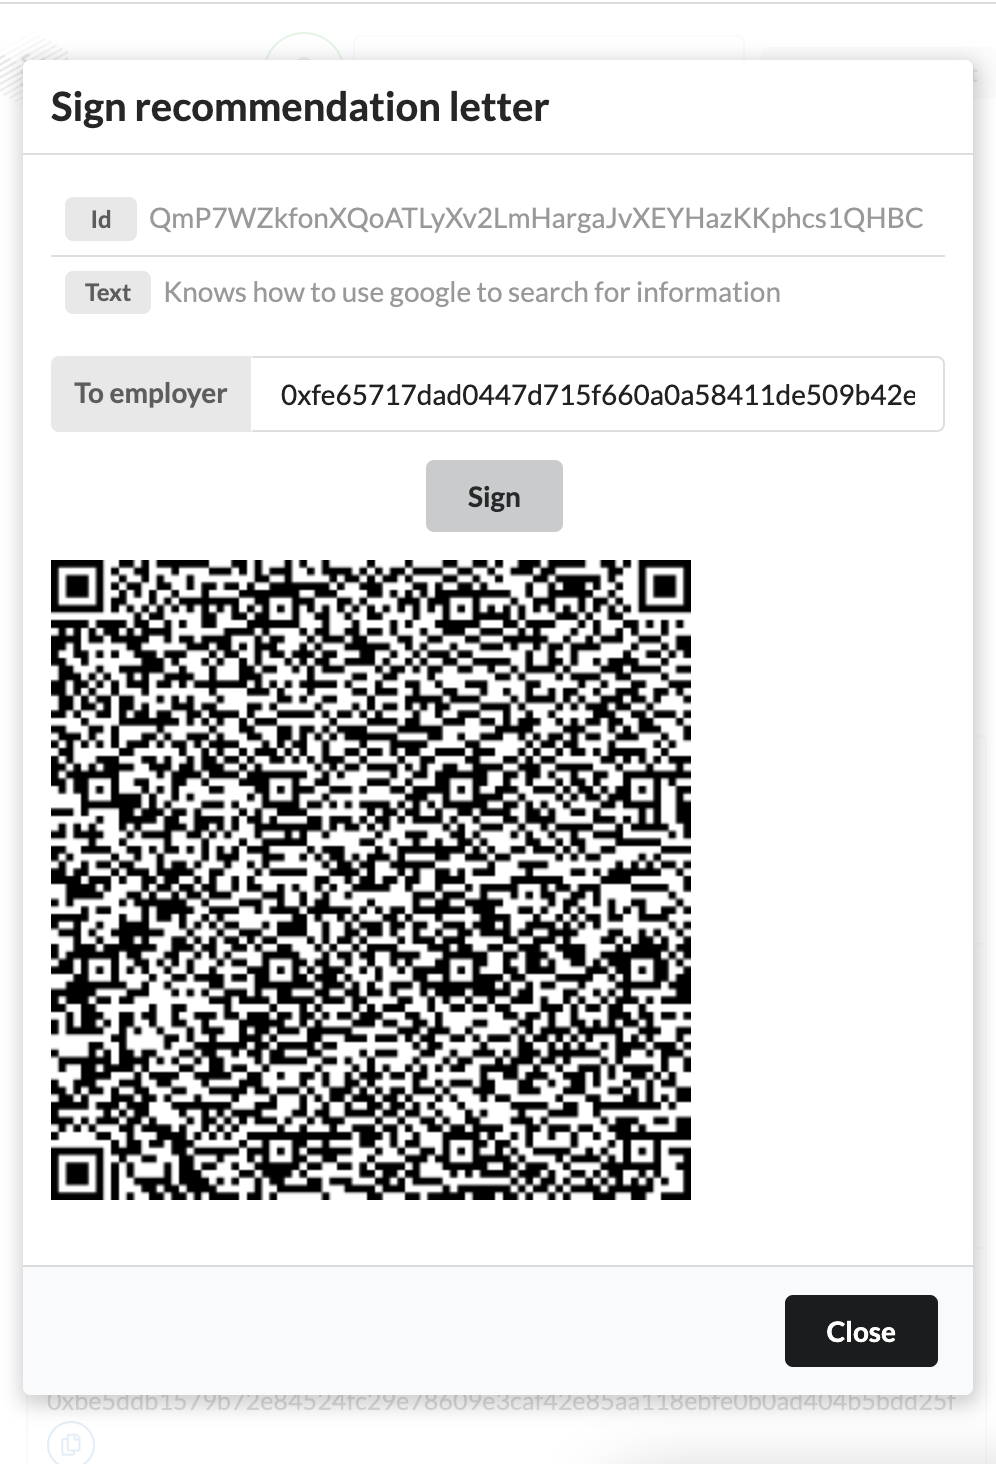 Sign recommendation letter
Id QmP7WZkfonXQoATLyXv2LmHargaJvXEYHazKKphcs1QHBC
Text Knows how to use google to search for information
To employer 0xfe65717dad0447d715f660a0a58411de509b42e
Sign
Close
0xbe5ddb1579b72e84524fc29e78609e3caf42e85aa118ebfe0b0ad404b5bdd25f